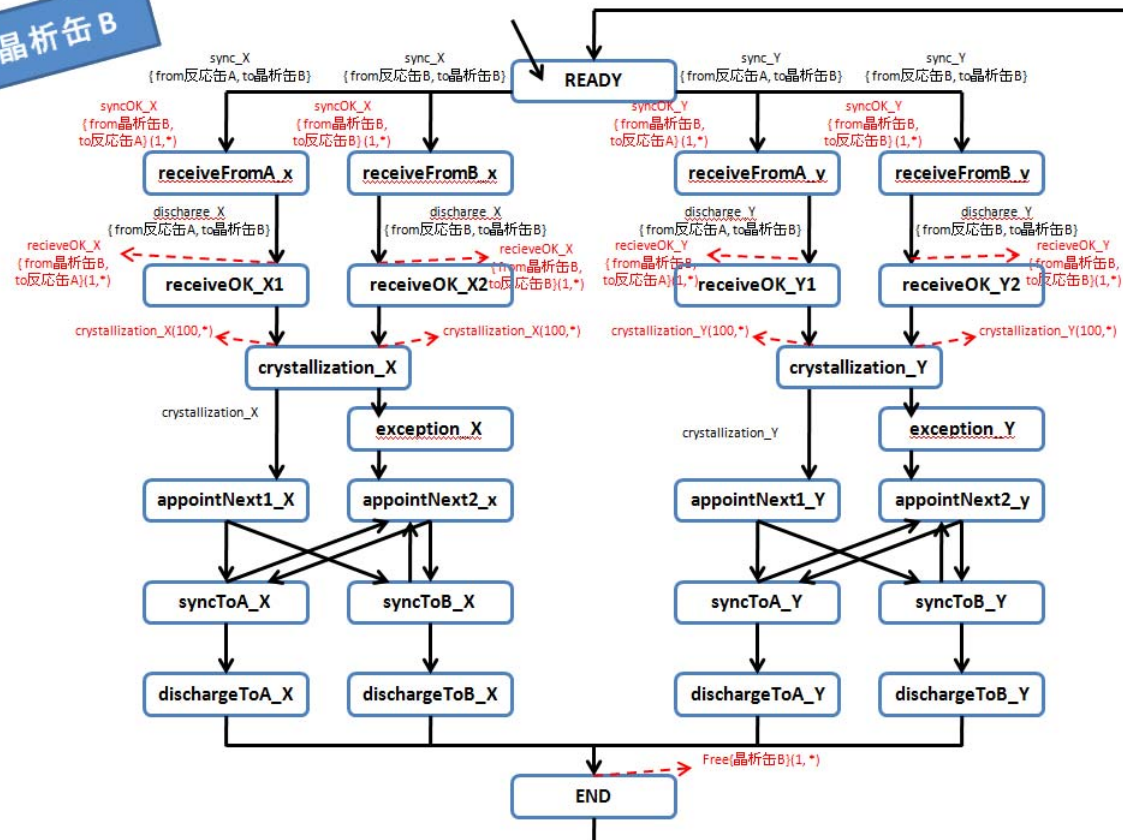 晶析缶B
sync_X
{from反応缶A, to晶析缶B}
sync_X
{from反応缶B, to晶析缶B}
READY
sync_Y
{from反応缶A, to晶析缶B}
sync_Y
{from反応缶B, to晶析缶B}
syncOK_X
{from晶析缶B,
to反応缶A}(1,*)
syncOK_X
{from晶析缶B,
to反応缶B}(1,*)
syncOK_Y
{from晶析缶B,
to反応缶A}(1,*)
syncOK_Y
{from晶析缶B,
to反応缶B}(1,*)
receiveFromA_x
receiveFromB_x
receiveFromA_y
receiveFromB_y
discharge_X
{from反応缶A, to晶析缶B}
discharge_X
{from反応缶B, to晶析缶B}
discharge_Y
{from反応缶A, to晶析缶B}
discharge_Y
{from反応缶B, to晶析缶B}
recieveOK_X
{from晶析缶B,
to反応缶A}(1,*)
recieveOK_X
{from晶析缶B,
to反応缶B}(1,*)
recieveOK_Y
{from晶析缶B,
to反応缶A}(1,*)
recieveOK_Y
{from晶析缶B,
to反応缶B}(1,*)
receiveOK_X1
receiveOK_X2
receiveOK_Y1
receiveOK_Y2
crystallization_X(100,*)
crystallization_X(100,*)
crystallization_Y(100,*)
crystallization_Y(100,*)
crystallization_X
crystallization_Y
crystallization_X
exception_X
crystallization_Y
exception_Y
appointNext1_X
appointNext2_x
appointNext1_Y
appointNext2_y
syncToA_X
syncToB_X
syncToA_Y
syncToB_Y
dischargeToA_X
dischargeToB_X
dischargeToA_Y
dischargeToB_Y
Free{晶析缶B}(1,*)
END